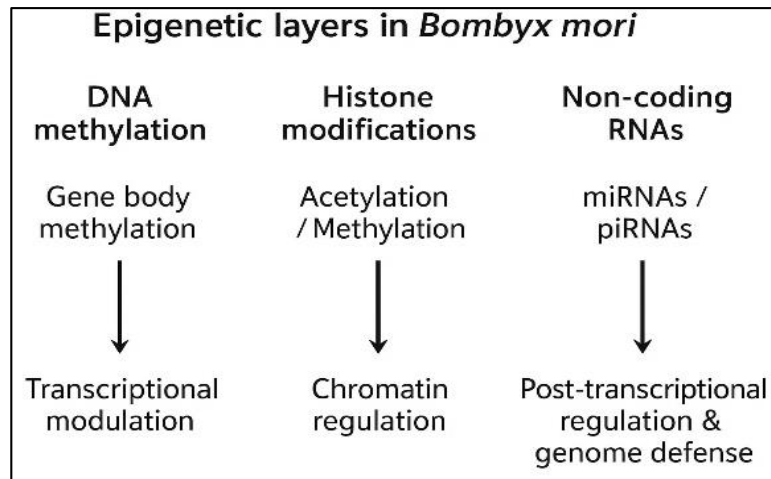 Epigenetic layers in Bombyx mori
DNA
methylation
Gene body
methylation
Transcriptional
modulation
Histone
modifications
Acetylation
/ Methylation
Chromatin
regulation
Non-coding
RNAs
miRNAs /
piRNAs
Post-transcriptional
regulation &
genome defense